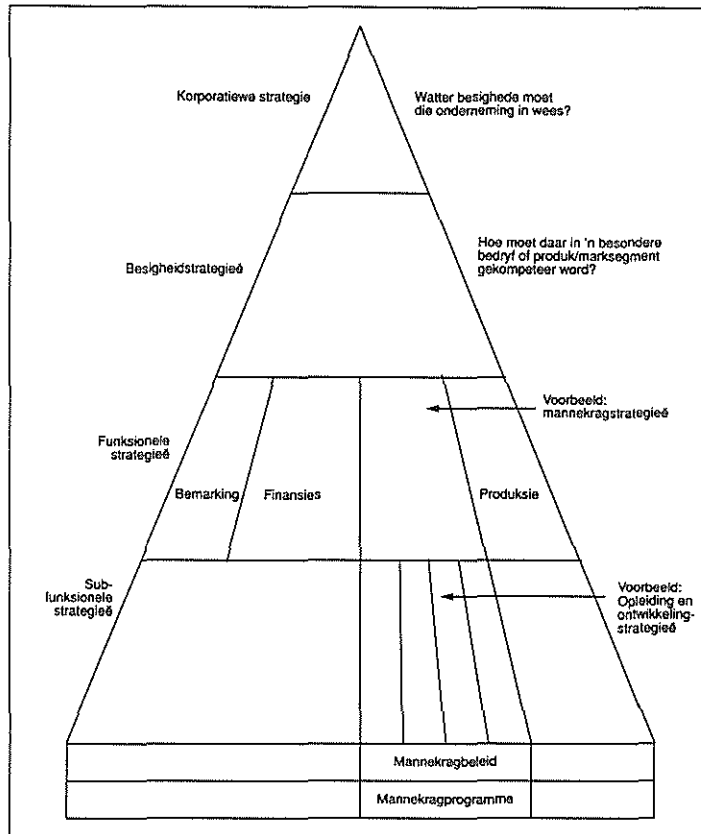 Korporatiewe strategie
Watter besighede moet
die onderneming in wees?
Besigheidstrategieë
Hoe moet daar in 'n besondere
bedryf of produk/marksegment
gekompeteer word?
Funksionele
strategieë
Voorbeeld:
mannekragstrategieë
Bemarking
Finansies
Produksie
Sub-
funksionele
strategieë
Voorbeeld:
Opleiding en
ontwikkeling-
strategieë
Mannekragbeleid
Mannekragprogramme